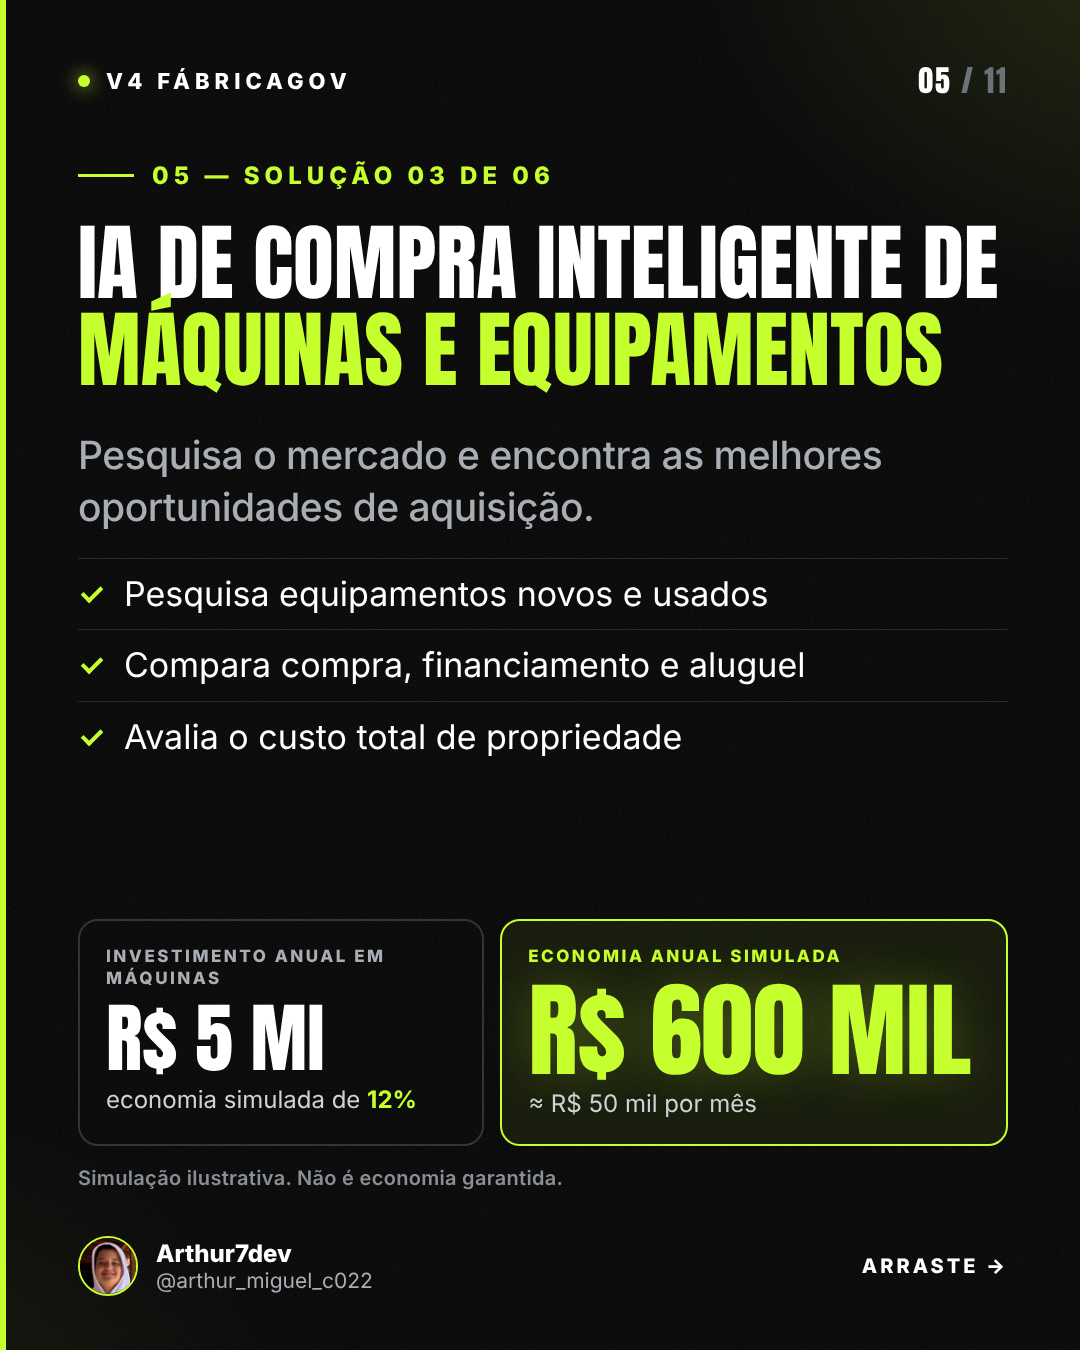 V4 FÁBRICAGOV
05 / 11
05 — SOLUÇÃO 03 DE 06
IA DE COMPRA INTELIGENTE DE
MÁQUINAS E EQUIPAMENTOS
Pesquisa o mercado e encontra as melhores
oportunidades de aquisição.
✓ Pesquisa equipamentos novos e usados
✓ Compara compra, financiamento e aluguel
✓ Avalia o custo total de propriedade
INVESTIMENTO ANUAL EM
MÁQUINAS
R$ 5 MI
economia simulada de 12%
ECONOMIA ANUAL SIMULADA
R$ 600 MIL
≈ R$ 50 mil por mês
Simulação ilustrativa. Não é economia garantida.
Arthur7dev
@arthur_miguel_c022
ARRASTE →